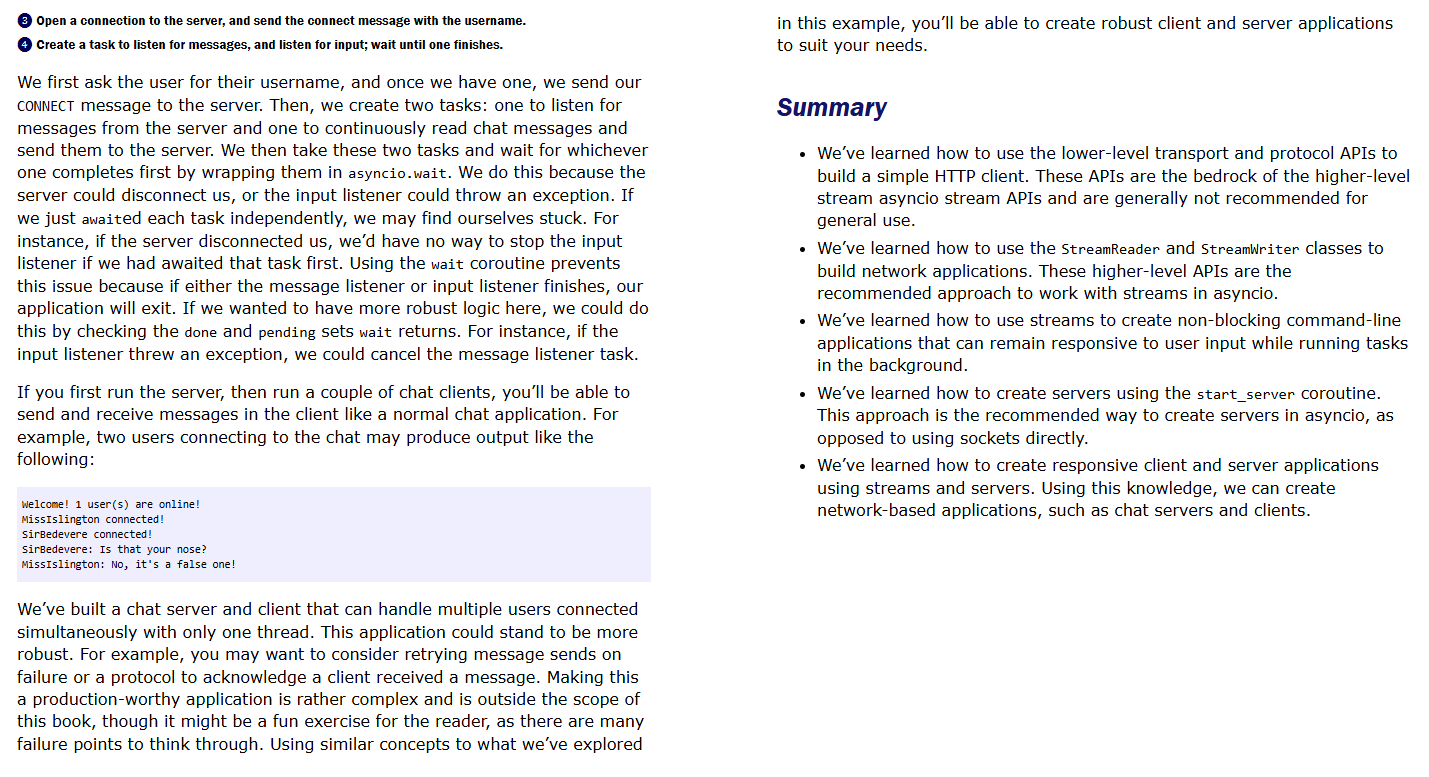 3 Open a connection to the server, and send the connect message with the username.
4 Create a task to listen for messages, and listen for input; wait until one finishes.
We first ask the user for their username, and once we have one, we send our
CONNECT message to the server. Then, we create two tasks: one to listen for
messages from the server and one to continuously read chat messages and
send them to the server. We then take these two tasks and wait for whichever
one completes first by wrapping them in asyncio.wait. We do this because the
server could disconnect us, or the input listener could throw an exception. If
we just awaited each task independently, we may find ourselves stuck. For
instance, if the server disconnected us, we’d have no way to stop the input
listener if we had awaited that task first. Using the wait coroutine prevents
this issue because if either the message listener or input listener finishes, our
application will exit. If we wanted to have more robust logic here, we could do
this by checking the done and pending sets wait returns. For instance, if the
input listener threw an exception, we could cancel the message listener task.
If you first run the server, then run a couple of chat clients, you’ll be able to
send and receive messages in the client like a normal chat application. For
example, two users connecting to the chat may produce output like the
following:
Welcome! 1 user(s) are online!
MissIslington connected!
SirBedevere connected!
SirBedevere: Is that your nose?
MissIslington: No, it's a false one!
We’ve built a chat server and client that can handle multiple users connected
simultaneously with only one thread. This application could stand to be more
robust. For example, you may want to consider retrying message sends on
failure or a protocol to acknowledge a client received a message. Making this
a production-worthy application is rather complex and is outside the scope of
this book, though it might be a fun exercise for the reader, as there are many
failure points to think through. Using similar concepts to what we’ve explored
in this example, you’ll be able to create robust client and server applications
to suit your needs.
Summary
• We’ve learned how to use the lower-level transport and protocol APIs to
build a simple HTTP client. These APIs are the bedrock of the higher-level
stream asyncio stream APIs and are generally not recommended for
general use.
• We’ve learned how to use the StreamReader and StreamWriter classes to
build network applications. These higher-level APIs are the
recommended approach to work with streams in asyncio.
• We’ve learned how to use streams to create non-blocking command-line
applications that can remain responsive to user input while running tasks
in the background.
• We’ve learned how to create servers using the start_server coroutine.
This approach is the recommended way to create servers in asyncio, as
opposed to using sockets directly.
• We’ve learned how to create responsive client and server applications
using streams and servers. Using this knowledge, we can create
network-based applications, such as chat servers and clients.